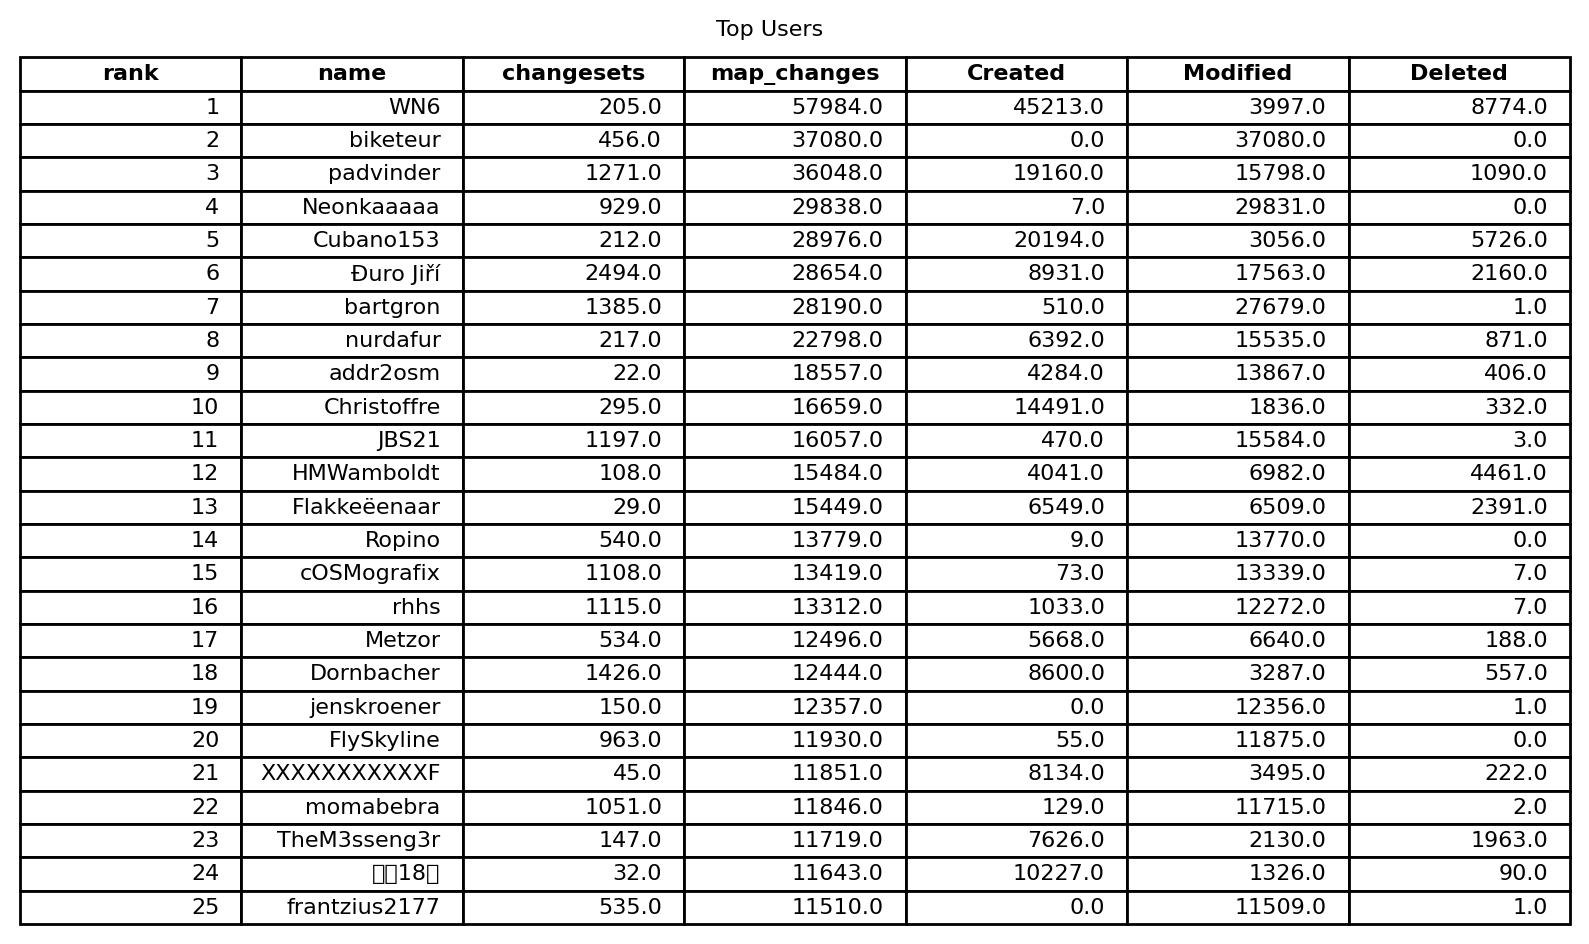 Top Users
rank name changesets map_changes Created Modified Deleted
1 WN6 205.0 57984.0 45213.0 3997.0 8774.0
2 biketeur 456.0 37080.0 0.0 37080.0 0.0
3 padvinder 1271.0 36048.0 19160.0 15798.0 1090.0
4 Neonkaaaaa 929.0 29838.0 7.0 29831.0 0.0
5 Cubano153 212.0 28976.0 20194.0 3056.0 5726.0
6 Đuro Jiří 2494.0 28654.0 8931.0 17563.0 2160.0
7 bartgron 1385.0 28190.0 510.0 27679.0 1.0
8 nurdafur 217.0 22798.0 6392.0 15535.0 871.0
9 addr2osm 22.0 18557.0 4284.0 13867.0 406.0
10 Christoffre 295.0 16659.0 14491.0 1836.0 332.0
11 JBS21 1197.0 16057.0 470.0 15584.0 3.0
12 HMWamboldt 108.0 15484.0 4041.0 6982.0 4461.0
13 Flakkeëenaar 29.0 15449.0 6549.0 6509.0 2391.0
14 Ropino 540.0 13779.0 9.0 13770.0 0.0
15 cOSMografix 1108.0 13419.0 73.0 13339.0 7.0
16 rhhs 1115.0 13312.0 1033.0 12272.0 7.0
17 Metzor 534.0 12496.0 5668.0 6640.0 188.0
18 Dornbacher 1426.0 12444.0 8600.0 3287.0 557.0
19 jenskroener 150.0 12357.0 0.0 12356.0 1.0
20 FlySkyline 963.0 11930.0 55.0 11875.0 0.0
21 XXXXXXXXXXXF 45.0 11851.0 8134.0 3495.0 222.0
22 momabebra 1051.0 11846.0 129.0 11715.0 2.0
23 TheM3sseng3r 147.0 11719.0 7626.0 2130.0 1963.0
24 18 32.0 11643.0 10227.0 1326.0 90.0
25 frantzius2177 535.0 11510.0 0.0 11509.0 1.0